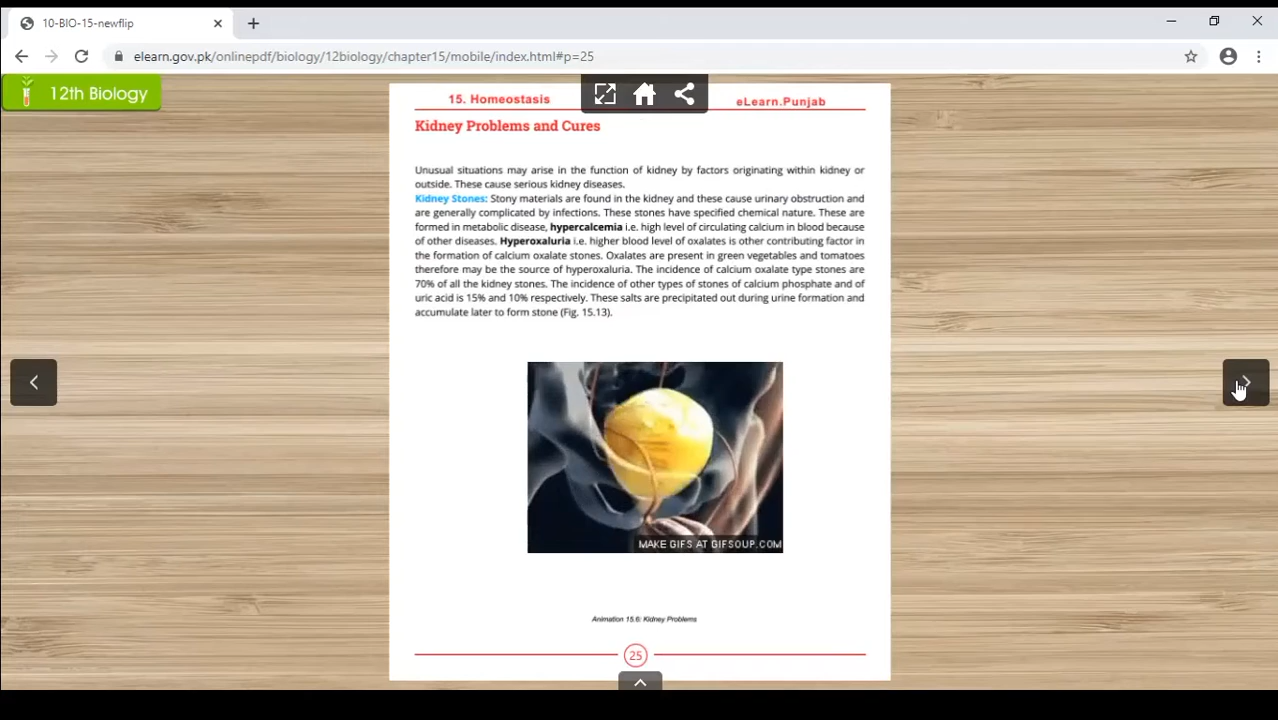 10-BIO-15-newflip
elearn.gov.pk/onlinepdf/biology/12biology/chapter15/mobile/index.html#p=25
12th Biology
15. Homeostasis
eLearn.Punjab
Kidney Problems and Cures
Unusual situations may arise in the function of kidney by factors originating within kidney or
outside. These cause serious kidney diseases.
Kidney Stones: Stony materials are found in the kidney and these cause urinary obstruction and
are generally complicated by infections. These stones have specified chemical nature. These are
formed in metabolic disease, hypercalcemia i.e. high level of circulating calcium in blood because
of other diseases. Hyperoxaluria i.e. higher blood level of oxalates is other contributing factor in
the formation of calcium oxalate stones. Oxalates are present in green vegetables and tomatoes
therefore may be the source of hyperoxaluria. The incidence of calcium oxalate type stones are
70% of all the kidney stones. The incidence of other types of stones of calcium phosphate and of
uric acid is 15% and 10% respectively. These salts are precipitated out during urine formation and
accumulate later to form stone (Fig. 15.13).
MAKE GIFS AT GIFSOUP.COM
Animation 15.6: Kidney Problems
25